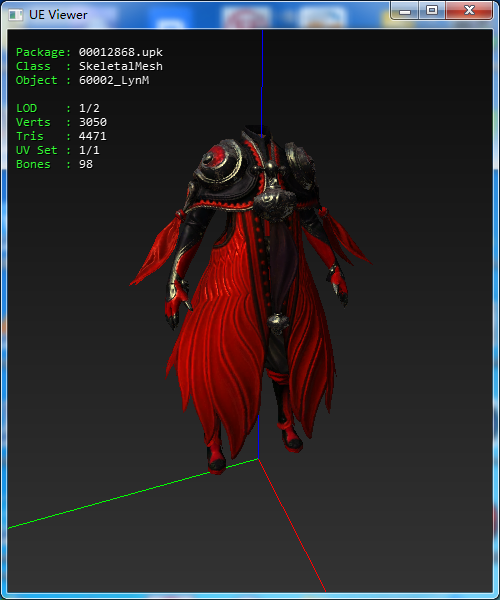 UE Viewer
Package: 00012868.upk
Class : SkeletalMesh
Object : 60002_LynM
LOD : 1/2
Verts : 3050
Tris : 4471
UV Set : 1/1
Bones : 98